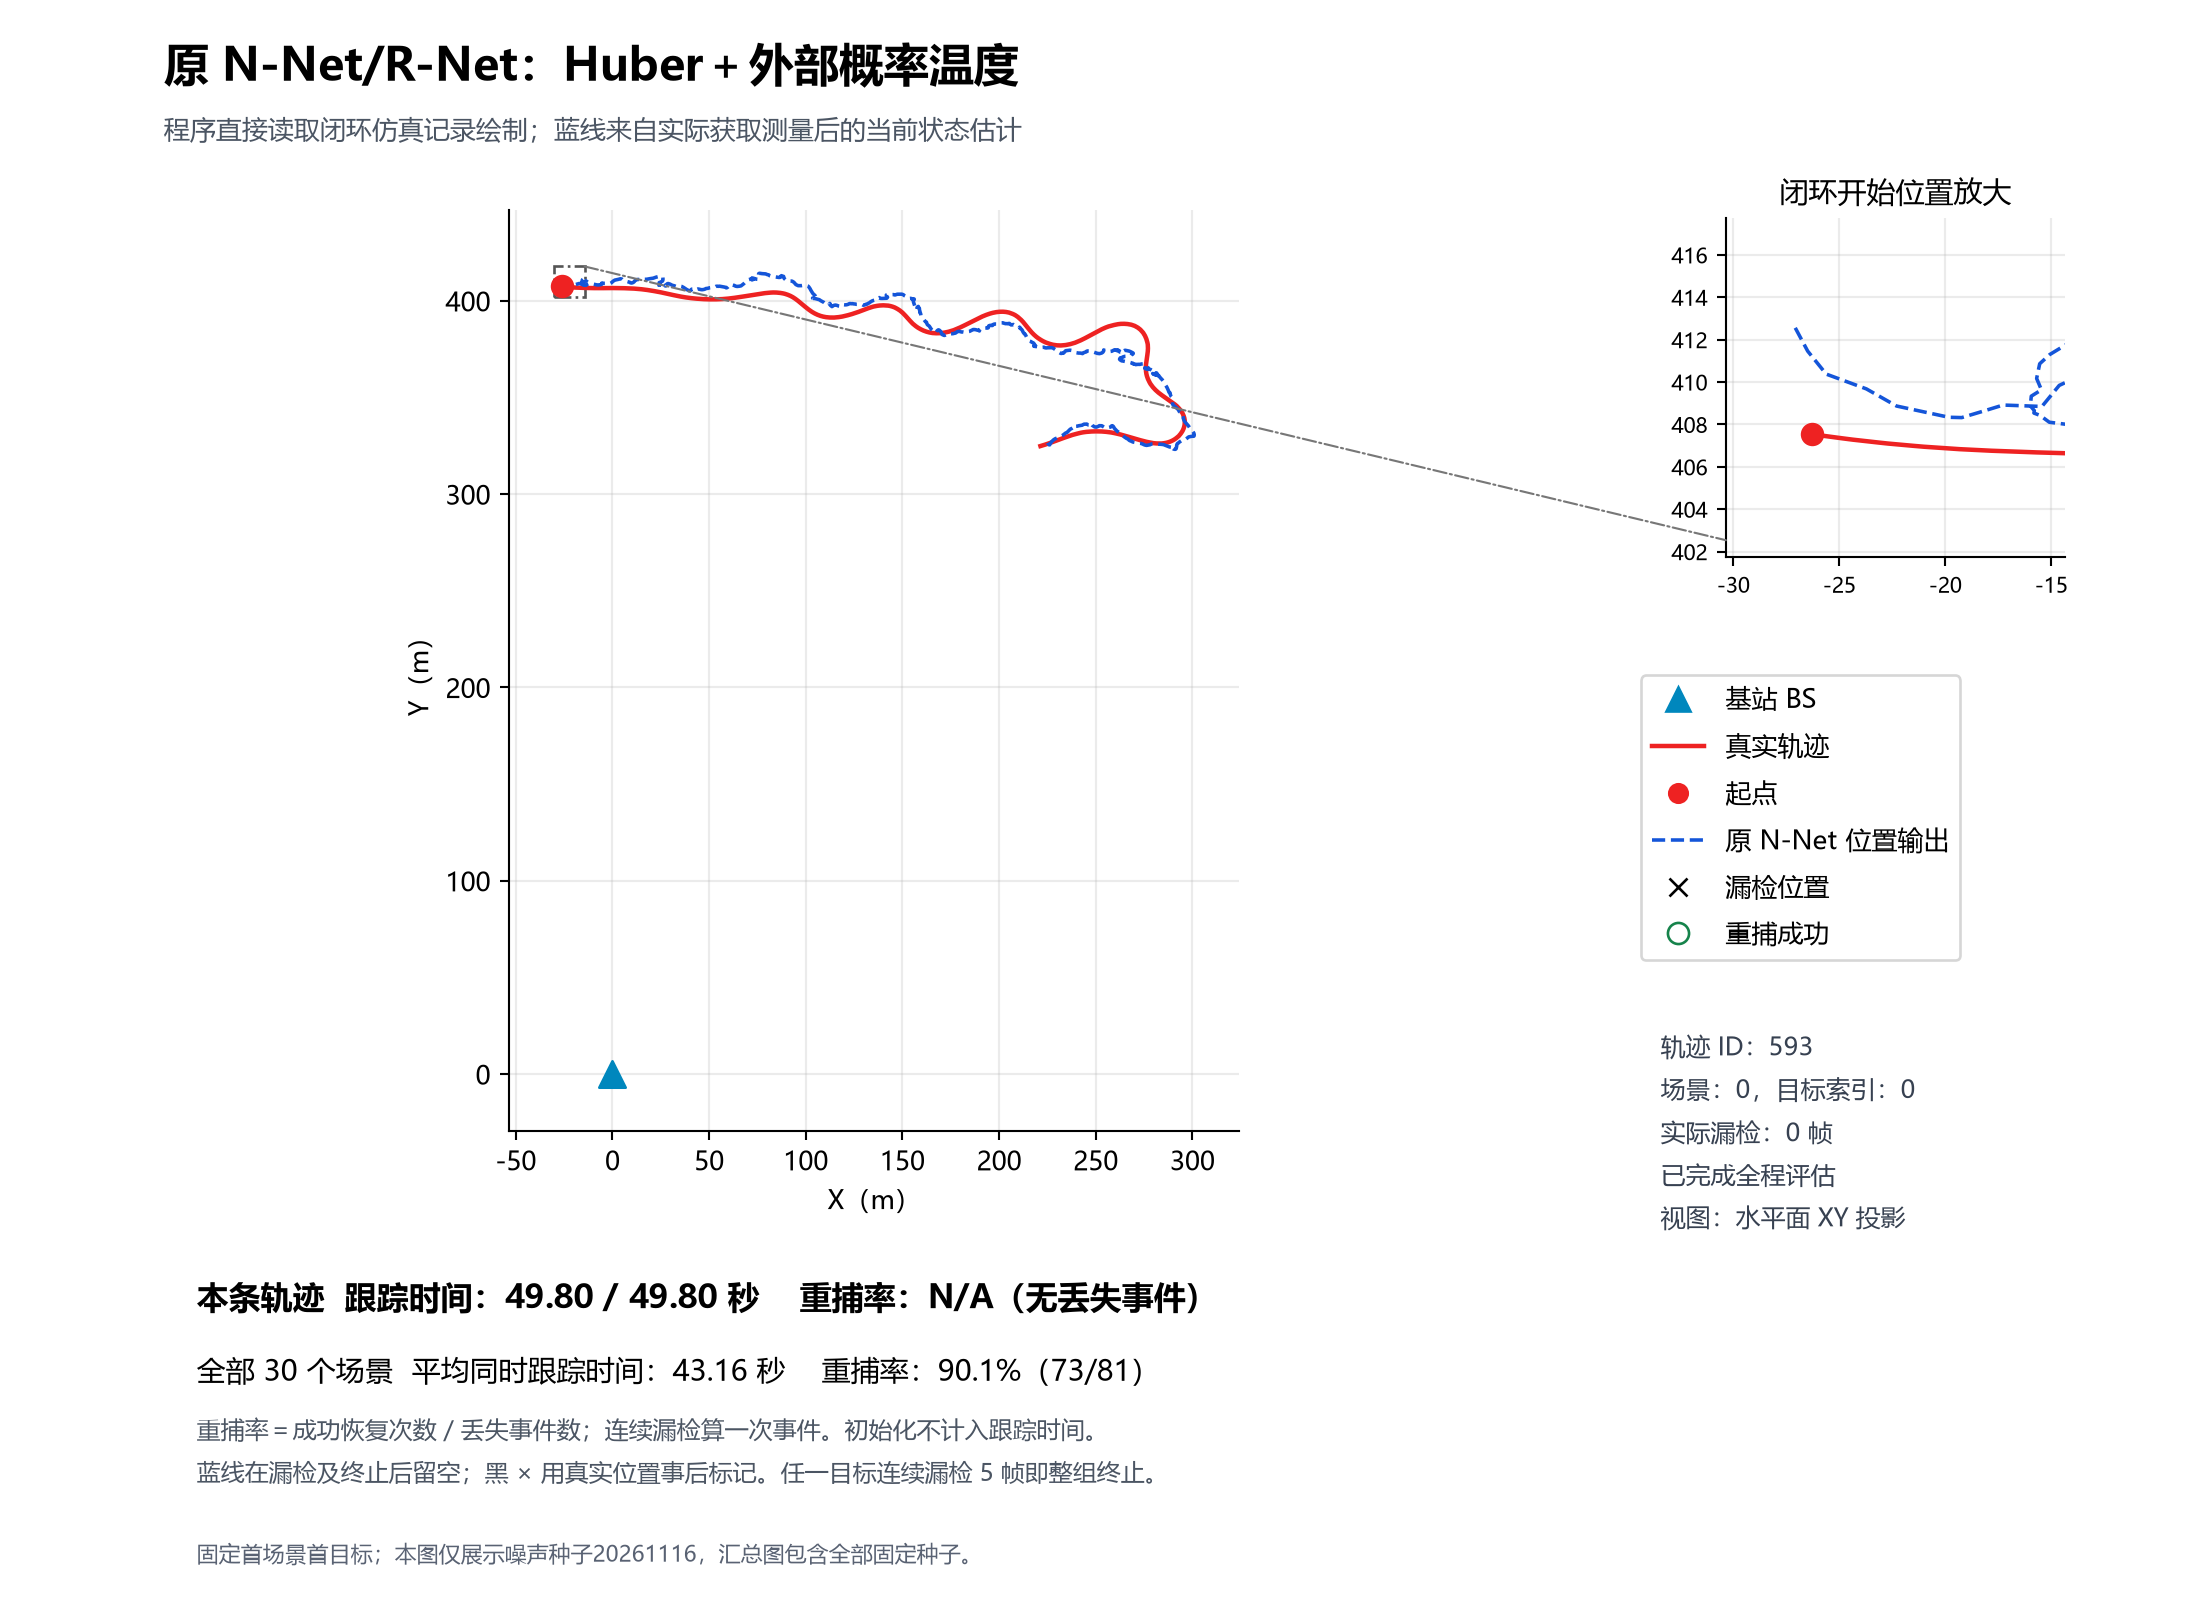 原 N-Net/R-Net：Huber + 外部概率温度
程序直接读取闭环仿真记录绘制；蓝线来自实际获取测量后的当前状态估计
闭环开始位置放大
416
414
412
410
408
406
404
402
-30
-25
-20
-15
400
300
200
100
0
Y（m）
-50
0
50
100
150
200
250
300
X（m）
基站 BS
真实轨迹
起点
原 N-Net 位置输出
漏检位置
重捕成功
轨迹 ID：593
场景：0，目标索引：0
实际漏检：0 帧
已完成全程评估
视图：水平面 XY 投影
本条轨迹 跟踪时间：49.80 / 49.80 秒 重捕率：N/A（无丢失事件）
全部 30 个场景 平均同时跟踪时间：43.16 秒 重捕率：90.1%（73/81）
重捕率 = 成功恢复次数 / 丢失事件数；连续漏检算一次事件。初始化不计入跟踪时间。
蓝线在漏检及终止后留空；黑 × 用真实位置事后标记。任一目标连续漏检 5 帧即整组终止。
固定首场景首目标；本图仅展示噪声种子20261116，汇总图包含全部固定种子。